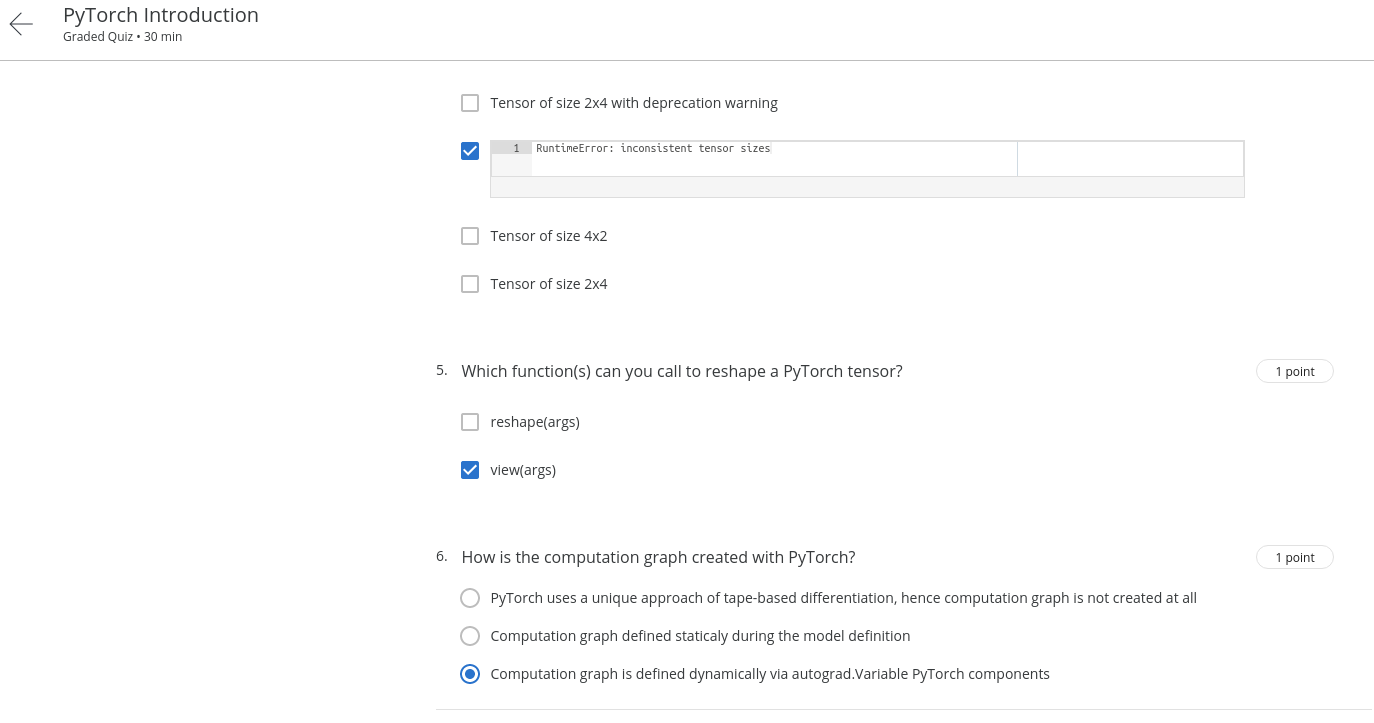 PyTorch Introduction
Graded Quiz • 30 min
Tensor of size 2x4 with deprecation warning
1 RuntimeError: inconsistent tensor sizes
Tensor of size 4x2
Tensor of size 2x4
5. Which function(s) can you call to reshape a PyTorch tensor? 1 point
reshape(args)
view(args)
6. How is the computation graph created with PyTorch? 1 point
PyTorch uses a unique approach of tape-based differentiation, hence computation graph is not created at all
Computation graph defined staticaly during the model definition
Computation graph is defined dynamically via autograd.Variable PyTorch components